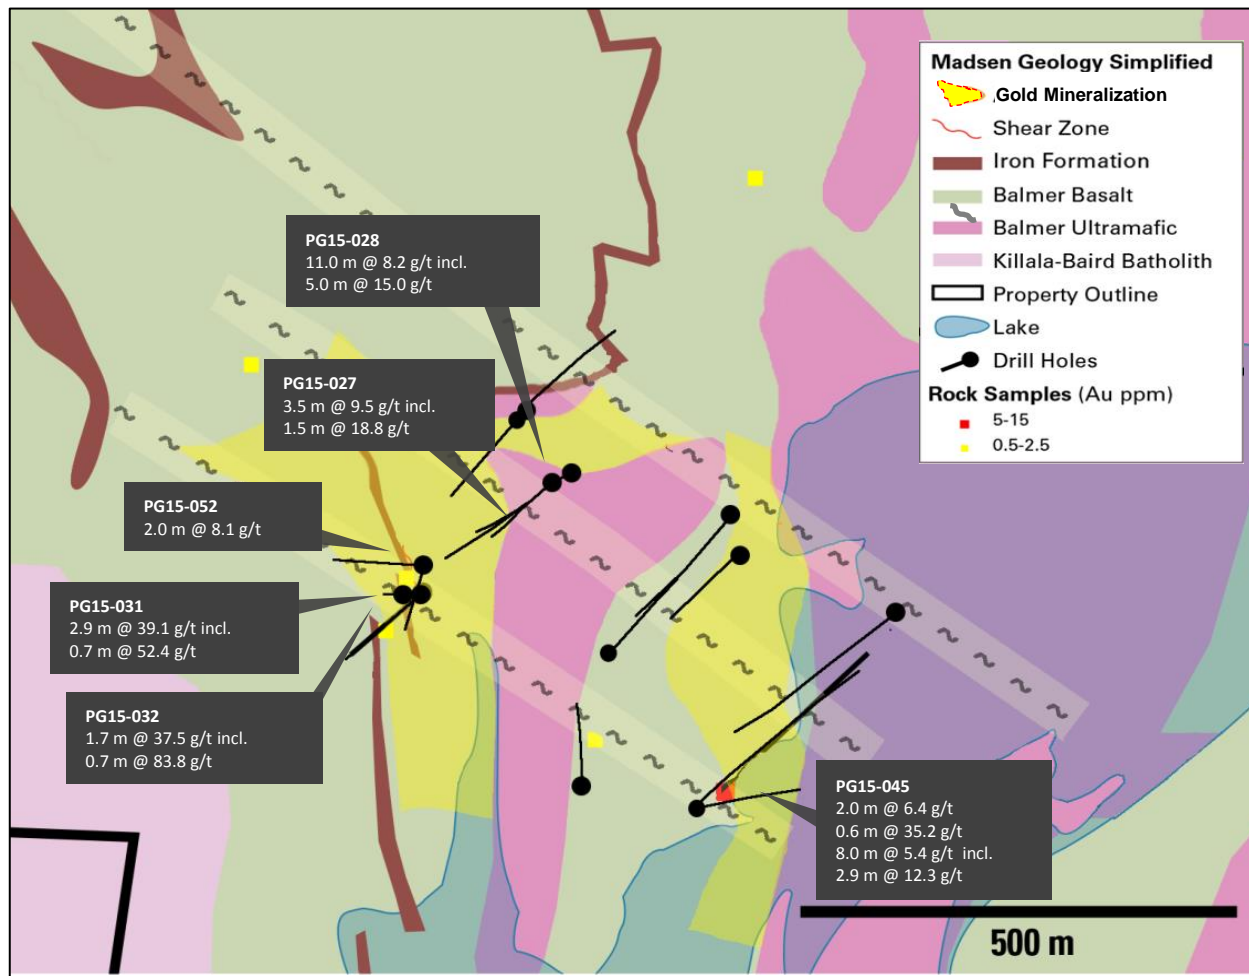 Madsen Geology Simplified
Gold Mineralization
Shear Zone
Iron Formation
Balmer Basalt
Balmer Ultramafic
Killala-Baird Batholith
Property Outline
Lake
Drill Holes
Rock Samples (Au ppm)
5-15
0.5-2.5
PG15-028
11.0 m @ 8.2 g/t incl.
5.0 m @ 15.0 g/t
PG15-027
3.5 m @ 9.5 g/t incl.
1.5 m @ 18.8 g/t
PG15-052
2.0 m @ 8.1 g/t
PG15-031
2.9 m @ 39.1 g/t incl.
0.7 m @ 52.4 g/t
PG15-032
1.7 m @ 37.5 g/t incl.
0.7 m @ 83.8 g/t
PG15-045
2.0 m @ 6.4 g/t
0.6 m @ 35.2 g/t
8.0 m @ 5.4 g/t incl.
2.9 m @ 12.3 g/t
500 m